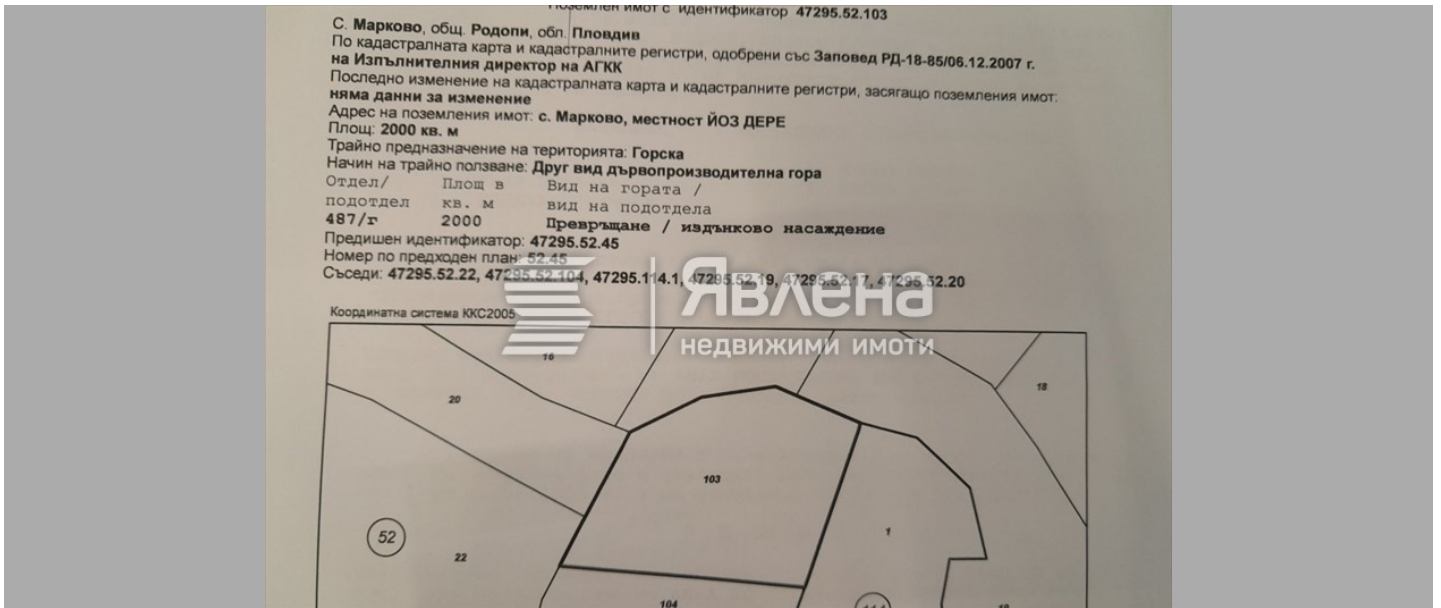 Поземлен имот с идентификатор 47295.52.103
С. Марково, общ. Родопи, обл. Пловдив
По кадастралната карта и кадастралните регистри, одобрени със Заповед РД-18-85/06.12.2007 г.
на Изпълнителния директор на АГКК
Последно изменение на кадастралната карта и кадастралните регистри, засягащо поземления имот:
няма данни за изменение
Адрес на поземления имот: с. Марково, местност ЙОЗ ДЕРЕ
Площ: 2000 кв. м
Трайно предназначение на територията: Горска
Начин на трайно ползване: Друг вид дървопроизводителна гора
Отдел/ Площ в Вид на гората /
подотдел кв. м вид на подотдела
487/г 2000 Превръщане / издънково насаждение
Предишен идентификатор: 47295.52.45
Номер по предходен план: 52.45
Съседи: 47295.52.22, 47295.52.104, 47295.114.1, 47295.52.19, 47295.52.17, 47295.52.20
Явлена
недвижими имоти
Координатна система ККС2005
16
18
20
103
52
1
22
104